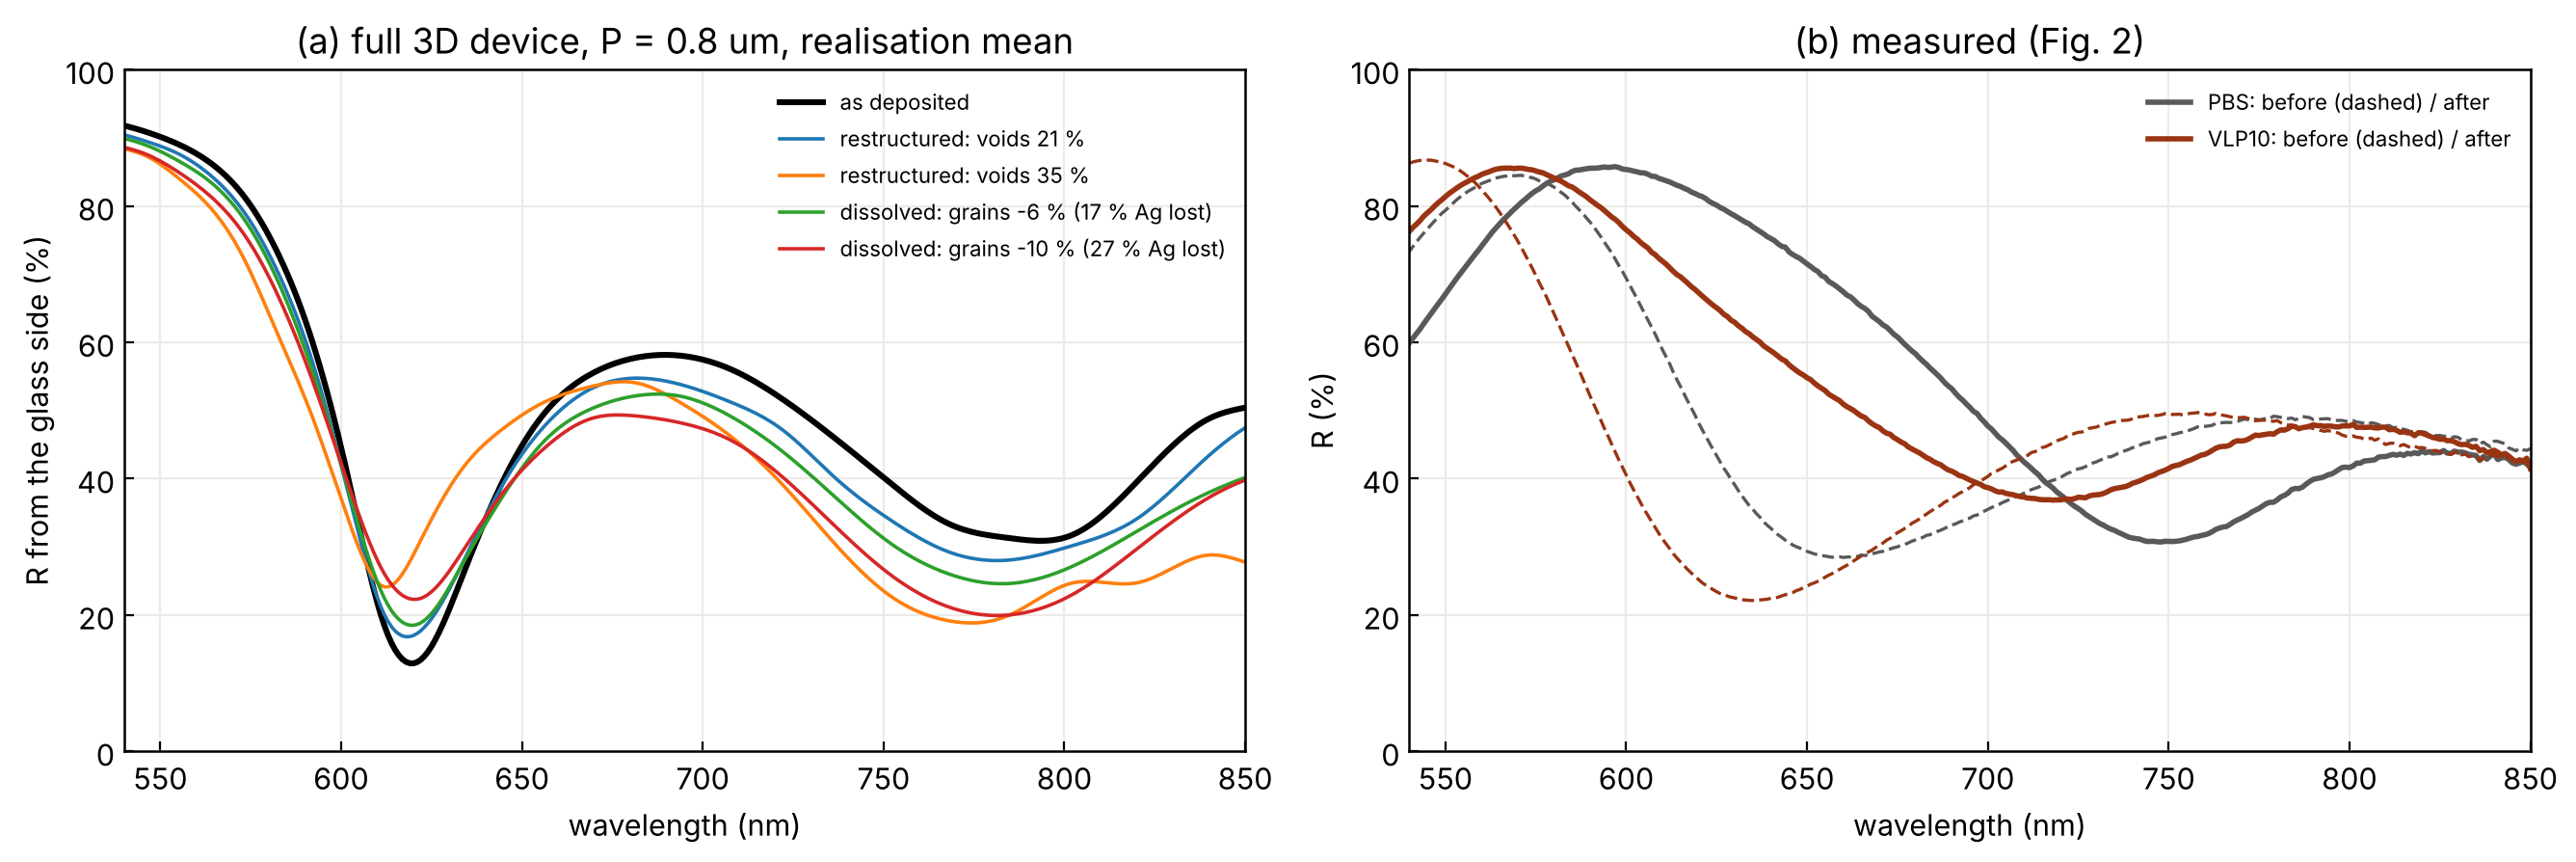 (a) full 3D device, P = 0.8 um, realisation mean
R from the glass side (%)
100
80
60
40
20
0
as deposited
restructured: voids 21 %
restructured: voids 35 %
dissolved: grains -6 % (17 % Ag lost)
dissolved: grains -10 % (27 % Ag lost)
550 600 650 700 750 800 850
wavelength (nm)
(b) measured (Fig. 2)
R (%)
100
80
60
40
20
0
PBS: before (dashed) / after
VLP10: before (dashed) / after
550 600 650 700 750 800 850
wavelength (nm)